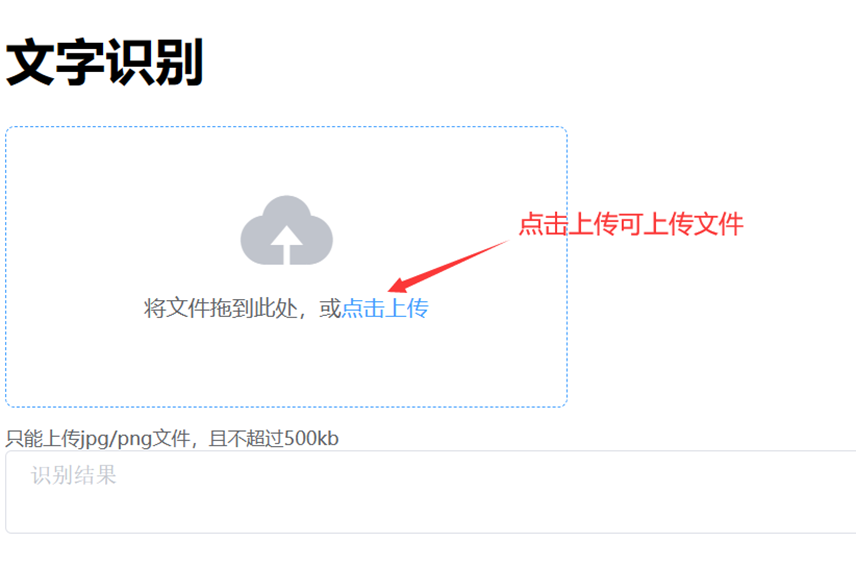 文字识别
点击上传可上传文件
将文件拖到此处，或点击上传
只能上传jpg/png文件，且不超过500kb
识别结果